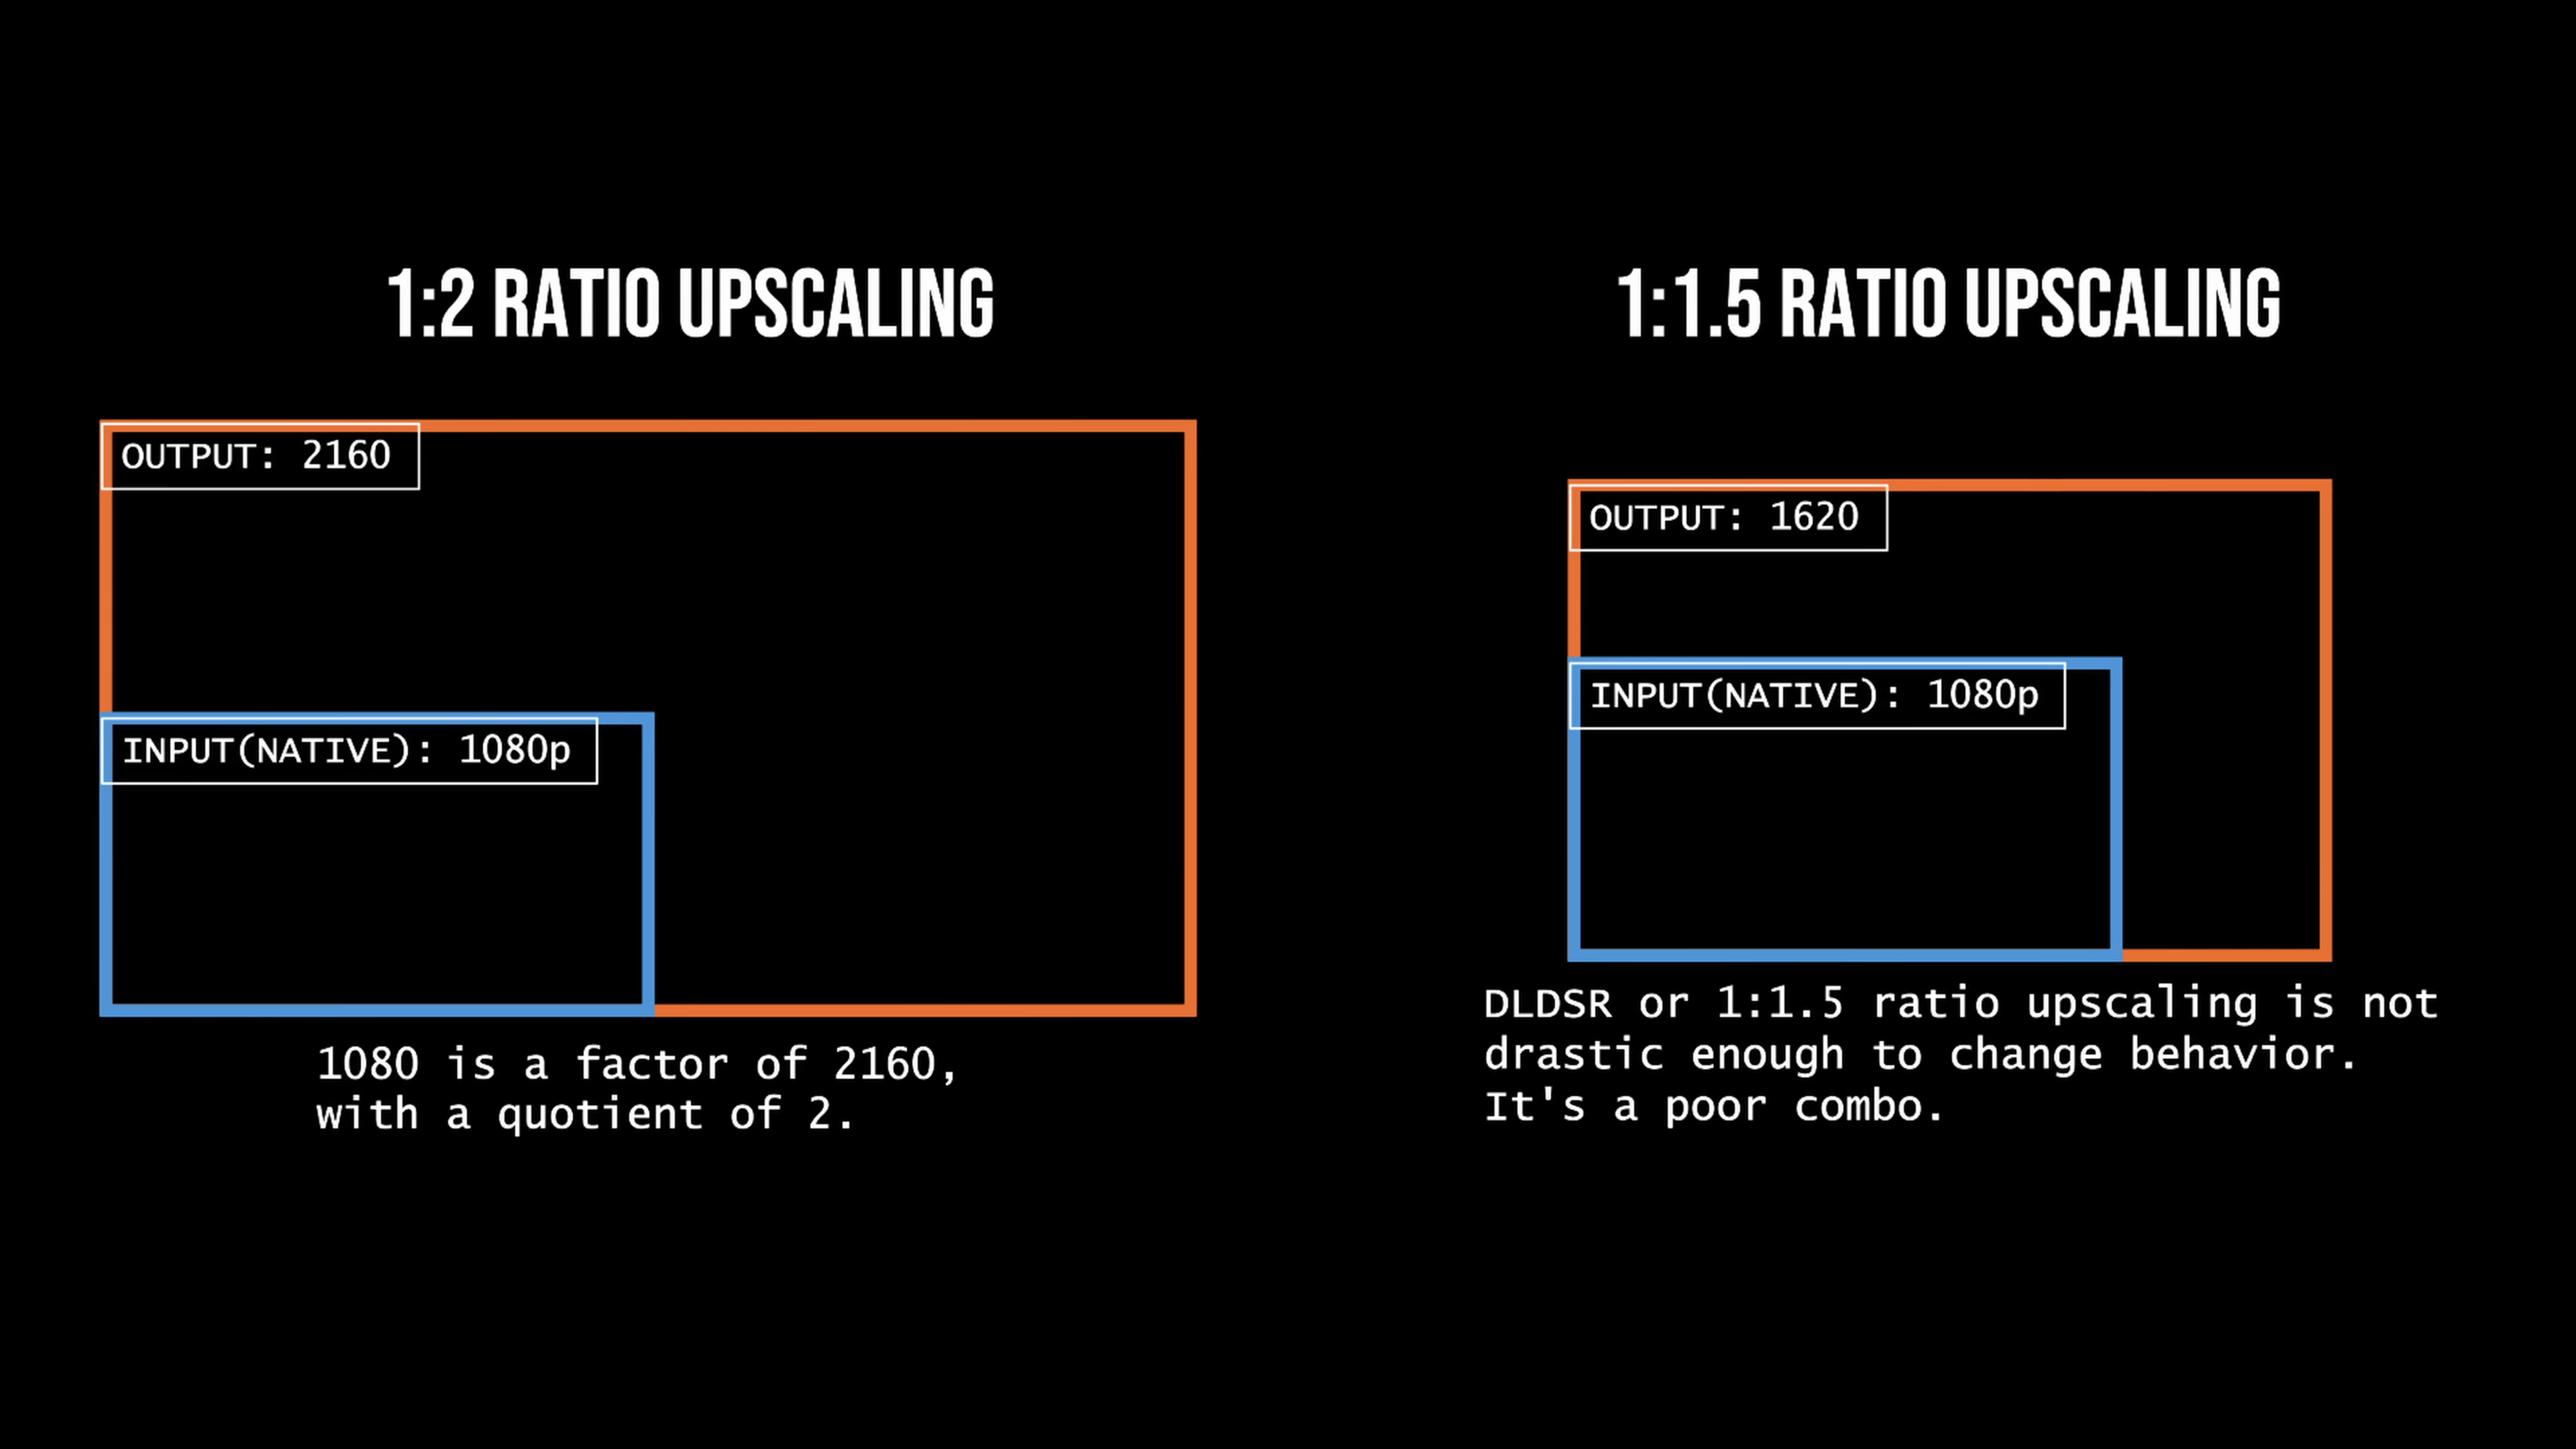 1:2 RATIO UPSCALING
OUTPUT: 2160
INPUT(NATIVE): 1080p
1080 is a factor of 2160,
with a quotient of 2.
1:1.5 RATIO UPSCALING
OUTPUT: 1620
INPUT(NATIVE): 1080p
DLDSR or 1:1.5 ratio upscaling is not
drastic enough to change behavior.
It's a poor combo.